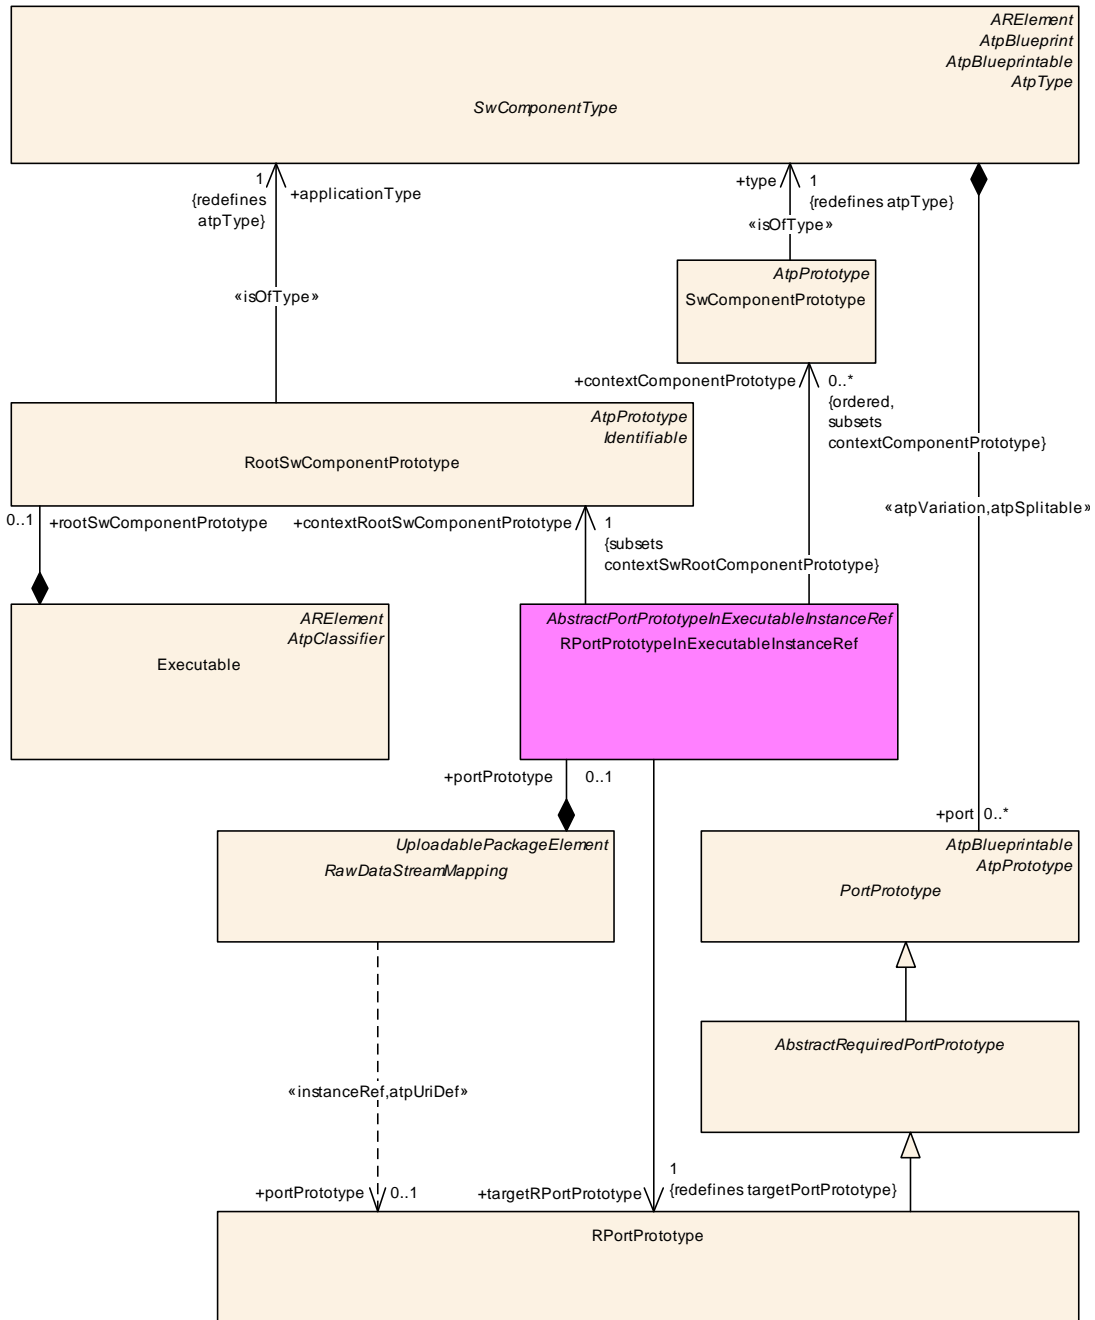 ARElement
AtpBlueprint
AtpBlueprintable
AtpType
SwComponentType
1
{redefines
atpType}
+applicationType
+type
1
{redefines atpType}
«isOfType»
«isOfType»
AtpPrototype
SwComponentPrototype
+contextComponentPrototype
0..*
{ordered,
subsets
contextComponentPrototype}
AtpPrototype
Identifiable
RootSwComponentPrototype
«atpVariation,atpSplitable»
0..1
+rootSwComponentPrototype
+contextRootSwComponentPrototype
1
{subsets
contextSwRootComponentPrototype}
ARElement
AtpClassifier
Executable
AbstractPortPrototypeInExecutableInstanceRef
RPortPrototypeInExecutableInstanceRef
+portPrototype
0..1
+port
0..*
UploadablePackageElement
RawDataStreamMapping
AtpBlueprintable
AtpPrototype
PortPrototype
AbstractRequiredPortPrototype
«instanceRef,atpUriDef»
+portPrototype
0..1
+targetRPortPrototype
1
{redefines targetPortPrototype}
RPortPrototype